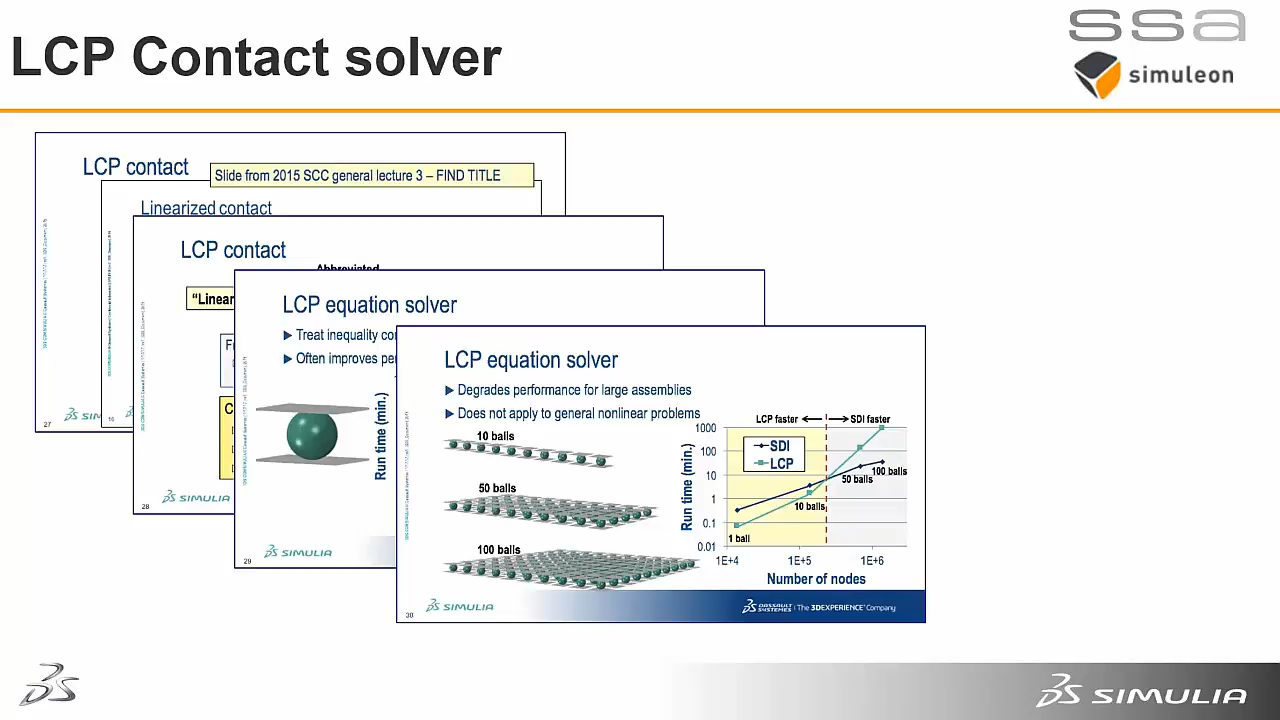 LCP Contact solver
ssa
simuleon
LCP contact
Slide from 2015 SCC general lecture 3 – FIND TITLE
Linearized contact
LCP contact
Abbreviated
“Linear
LCP equation solver
Treat inequality co
Often improves pe
Run time (min.)
LCP equation solver
Degrades performance for large assemblies
Does not apply to general nonlinear problems
10 balls
50 balls
100 balls
LCP faster
SDI faster
SDI
LCP
1000
100
10
1
0.1
0.01
Run time (min.)
1 ball
10 balls
50 balls
100 balls
1E+4
1E+5
1E+6
Number of nodes
27
SIM
16
28
SIMULIA
29
SIMULIA
30
SIMULIA
DASSAULT SYSTEMES | The 3DEXPERIENCE Company
SIMULIA